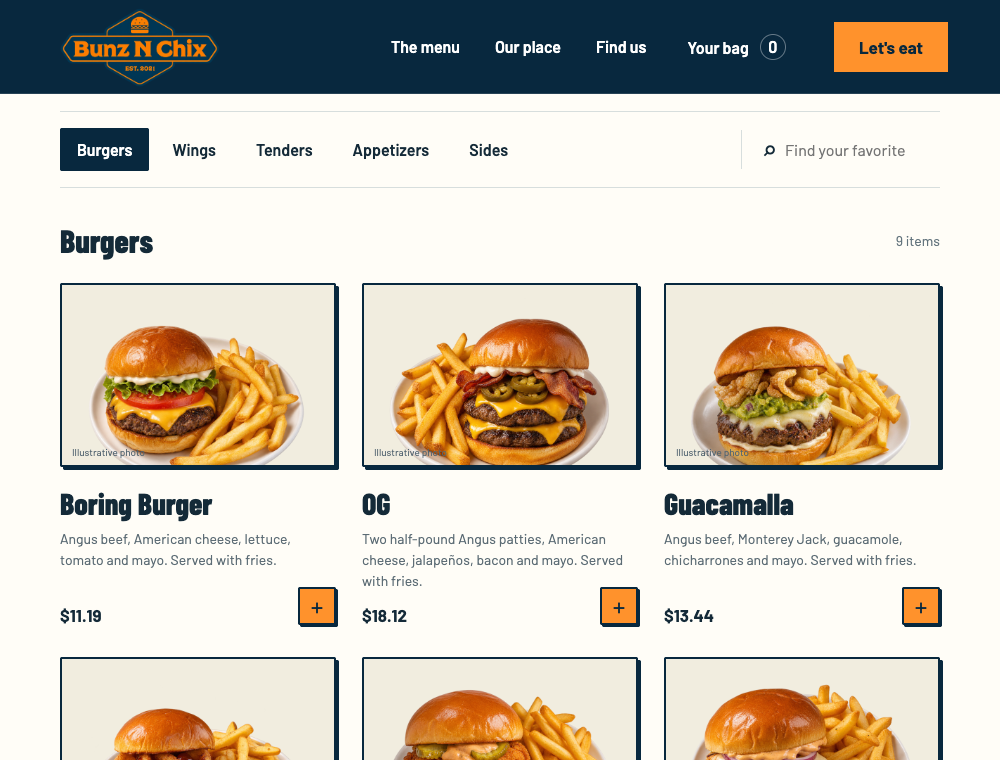 Bunz N Chix
The menu
Our place
Find us
Your bag 0
Let's eat
Burgers
Wings
Tenders
Appetizers
Sides
Find your favorite
Burgers
9 items
Illustrative photo
Illustrative photo
Illustrative photo
Boring Burger
Angus beef, American cheese, lettuce,
tomato and mayo. Served with fries.
$11.19
+
OG
Two half-pound Angus patties, American
cheese, jalapeños, bacon and mayo. Served
with fries.
$18.12
+
Guacamalla
Angus beef, Monterey Jack, guacamole,
chicharrones and mayo. Served with fries.
$13.44
+